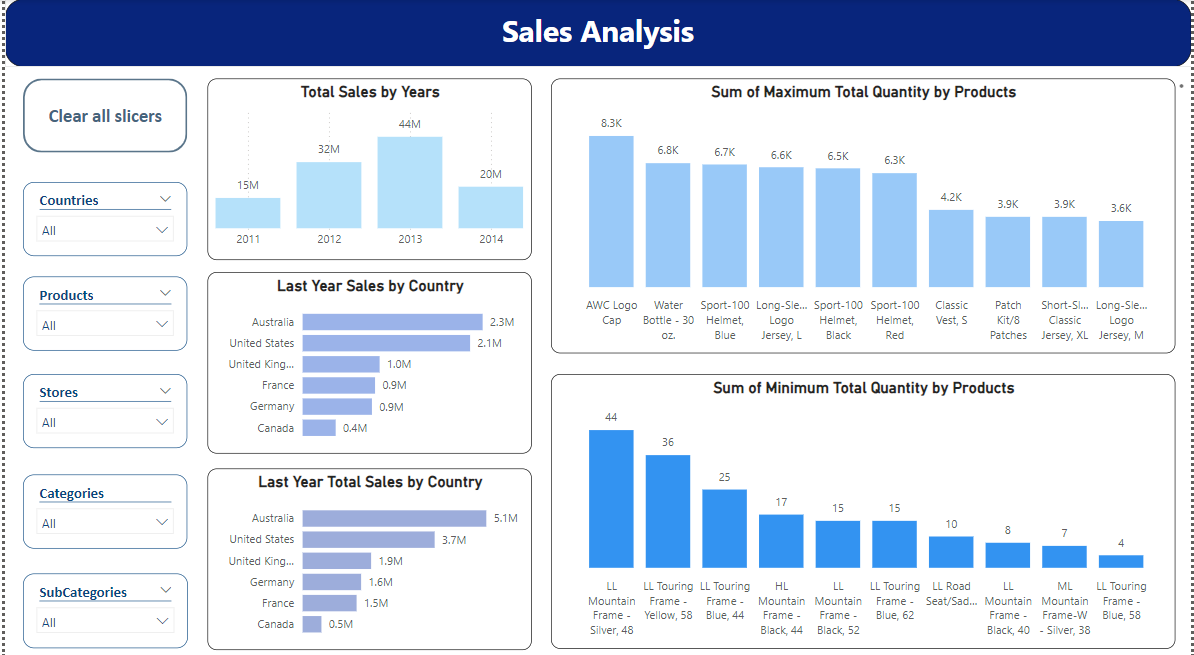 Sales Analysis
Clear all slicers
Countries
All
Products
All
Stores
All
Categories
All
SubCategories
All
Total Sales by Years
15M
32M
44M
20M
2011
2012
2013
2014
Last Year Sales by Country
Australia 2.3M
United States 2.1M
United King... 1.0M
France 0.9M
Germany 0.9M
Canada 0.4M
Last Year Total Sales by Country
Australia 5.1M
United States 3.7M
United King... 1.9M
Germany 1.6M
France 1.5M
Canada 0.5M
Sum of Maximum Total Quantity by Products
8.3K
6.8K
6.7K
6.6K
6.5K
6.3K
4.2K
3.9K
3.9K
3.6K
AWC Logo
Cap
Water
Bottle - 30
oz.
Sport-100
Helmet,
Blue
Long-Sle...
Logo
Jersey, L
Sport-100
Helmet,
Black
Sport-100
Helmet,
Red
Classic
Vest, S
Patch
Kit/8
Patches
Short-Sl...
Classic
Jersey, XL
Long-Sle...
Logo
Jersey, M
Sum of Minimum Total Quantity by Products
44
36
25
17
15
15
10
8
7
4
LL
Mountain
Frame -
Silver, 48
LL Touring
Frame -
Yellow, 58
LL Touring
Frame -
Blue, 44
HL
Mountain
Frame -
Black, 44
LL
Mountain
Frame -
Black, 52
LL Touring
Frame -
Blue, 62
LL Road
Seat/Sad...
LL
Mountain
Frame -
Black, 40
ML
Mountain
Frame-W
- Silver, 38
LL Touring
Frame -
Blue, 58